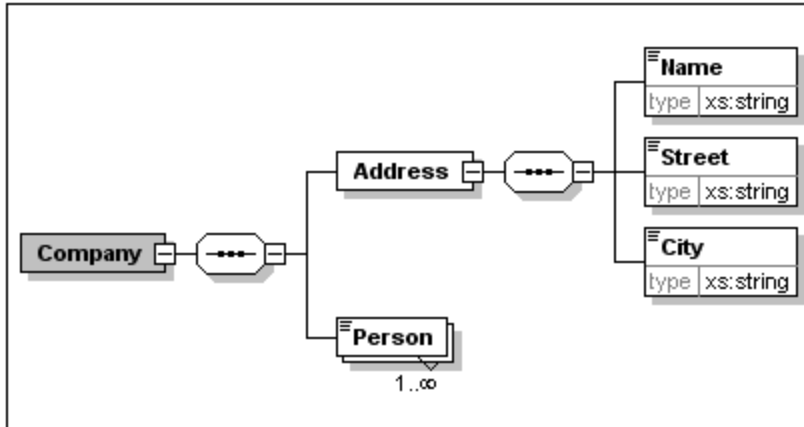 Name
type xs:string
Address
Street
type xs:string
Company
City
type xs:string
Person
1..∞